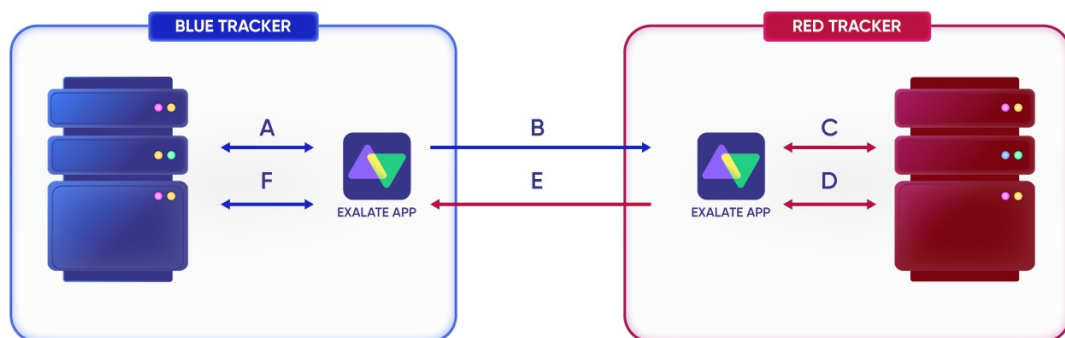 BLUE TRACKER
RED TRACKER
A
B
C
F
E
D
EXALATE APP
EXALATE APP